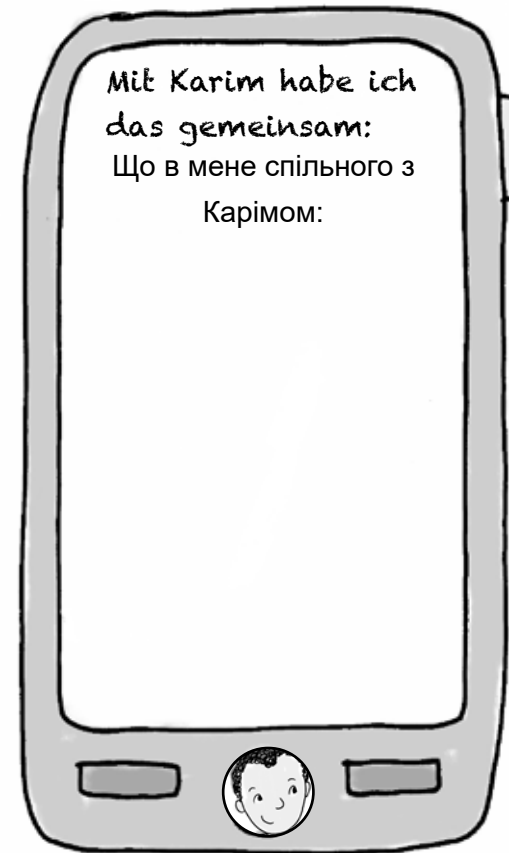 Mit Karim habe ich
das gemeinsam:
Що в мене спільного з
Карімом: